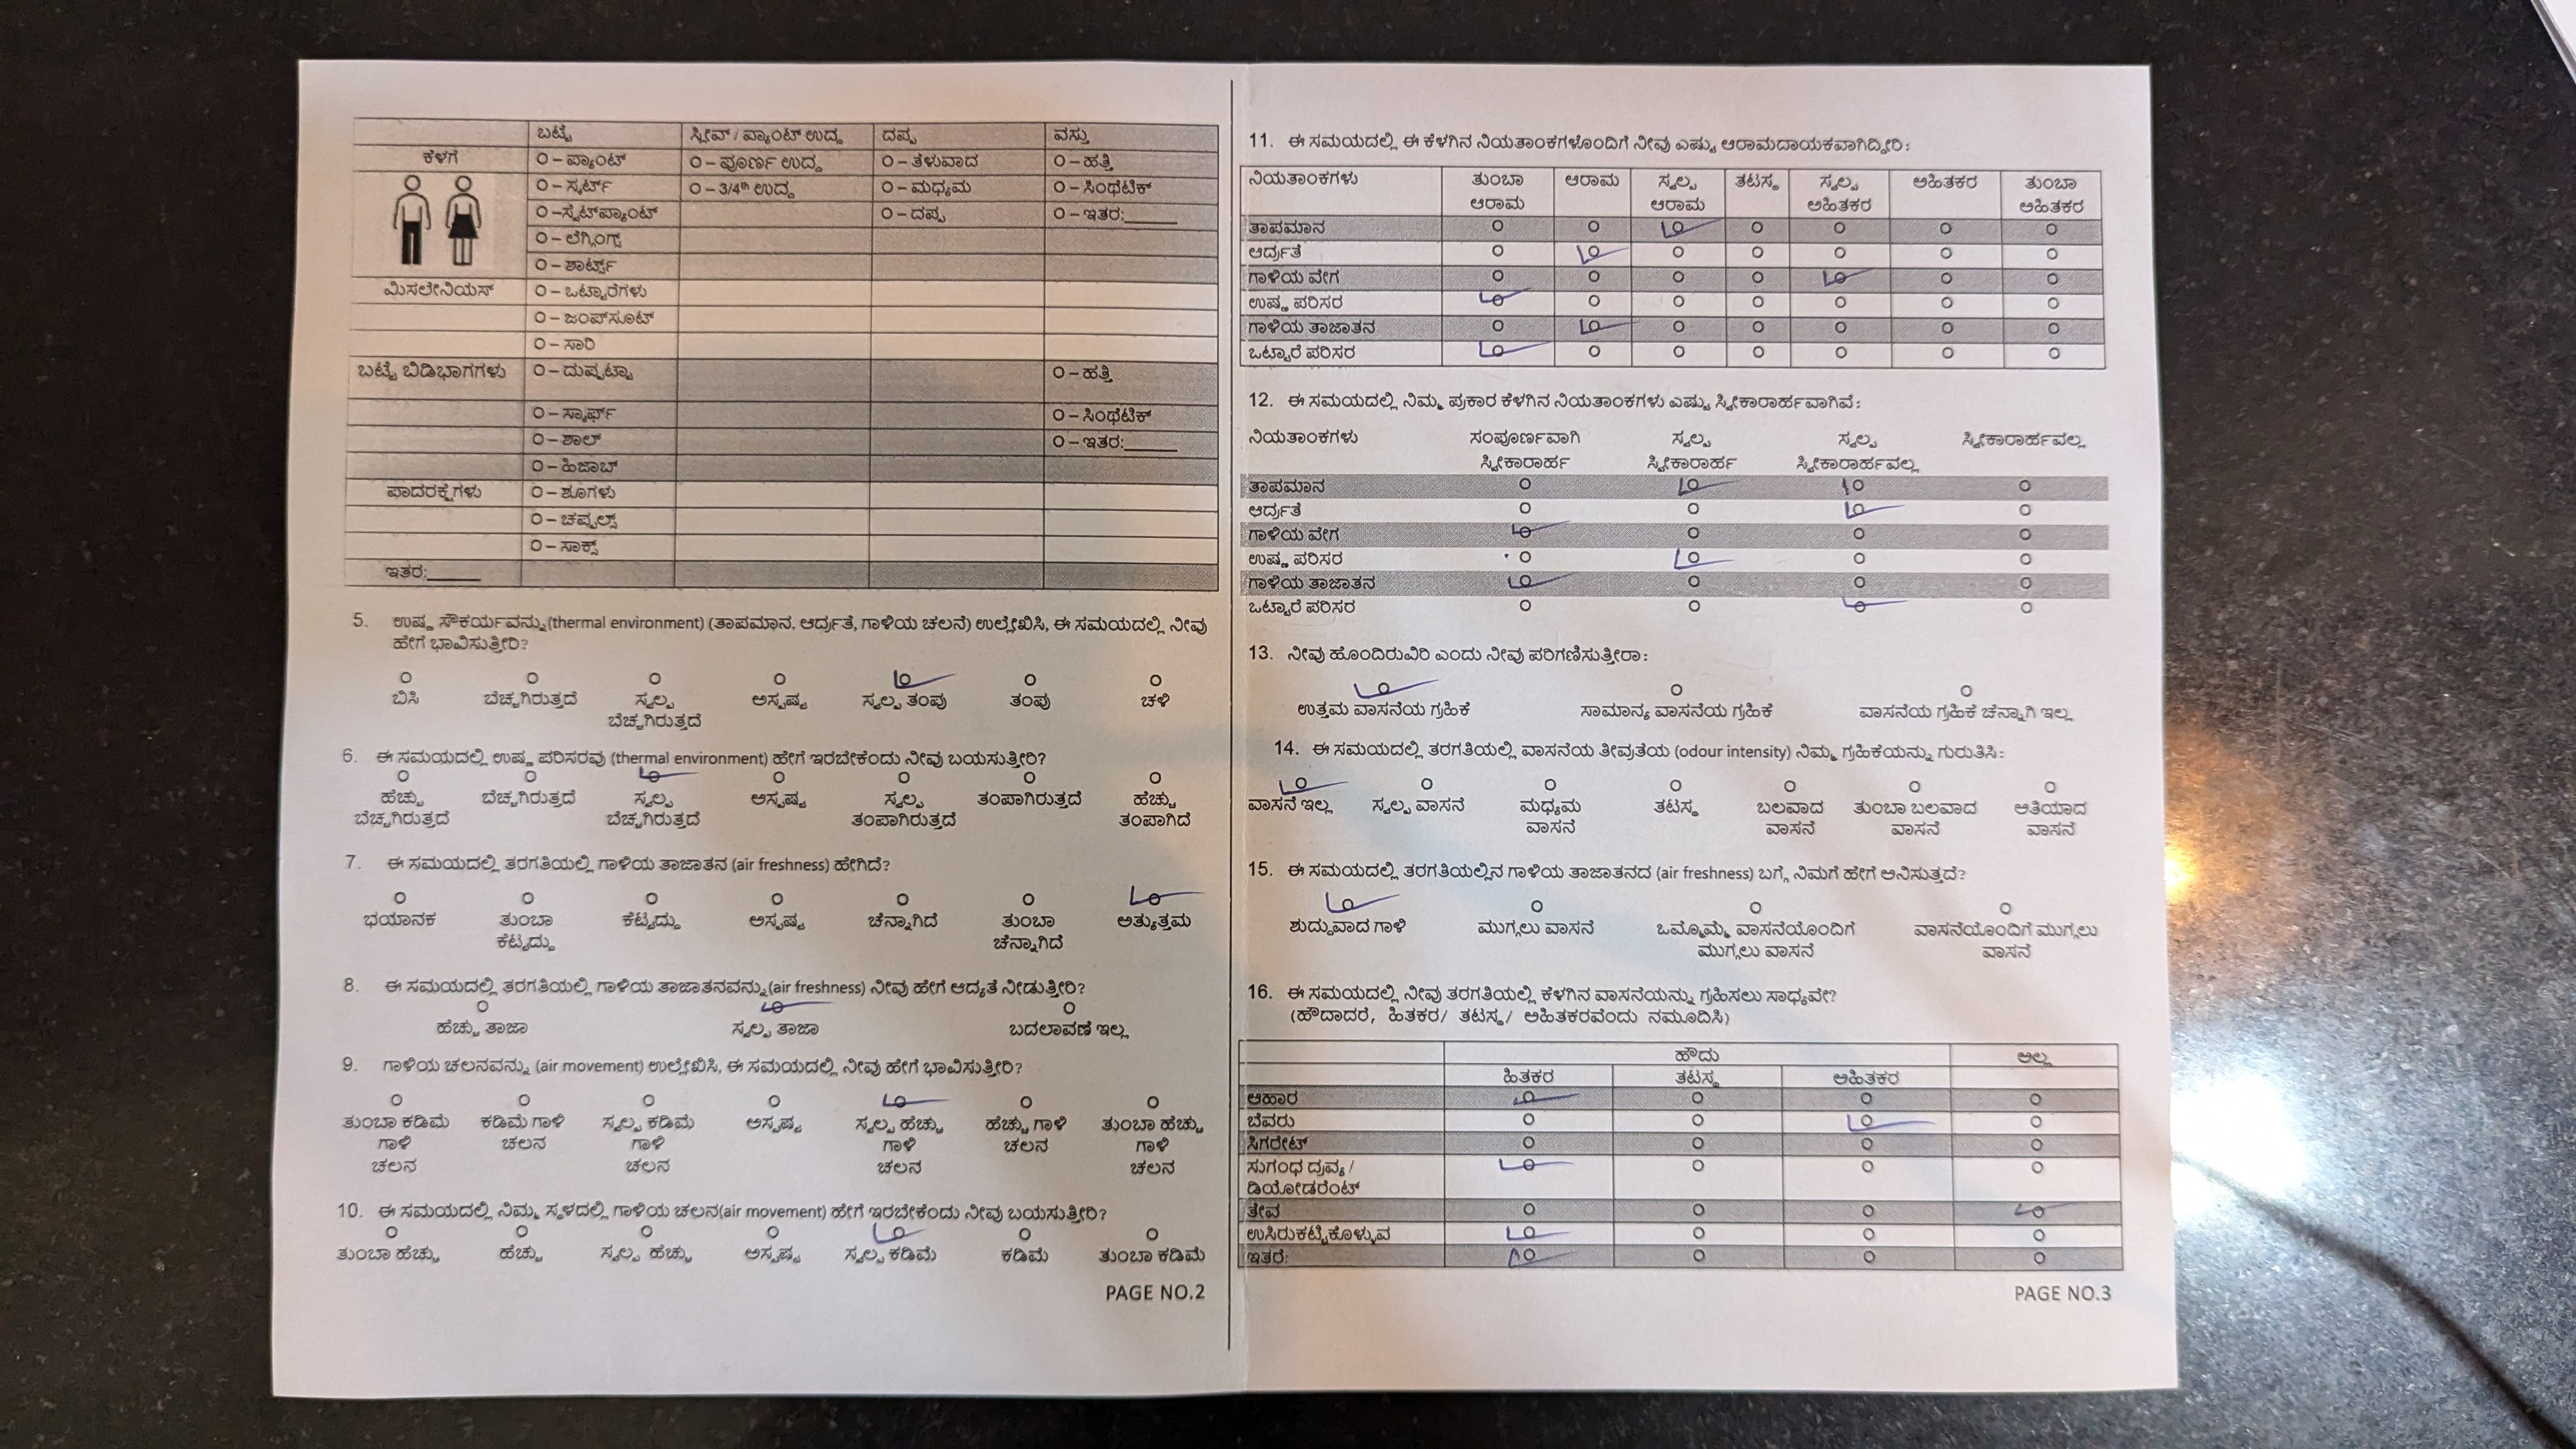 ಬಟ್ಟೆ ಸ್ಲೀವ್ / ಪ್ಯಾಂಟ್ ಉದ್ದ ದಪ್ಪ ವಸ್ತು
ಕೆಳಗೆ O – ಪ್ಯಾಂಟ್ O – ಪೂರ್ಣ ಉದ್ದ O – ತೆಳುವಾದ O – ಹತ್ತಿ
O – ಸ್ಕರ್ಟ್ O – 3/4th ಉದ್ದ O – ಮಧ್ಯಮ O – ಸಿಂಥೆಟಿಕ್
O –ಸ್ವೆಟ್‌ಪ್ಯಾಂಟ್ O – ದಪ್ಪ O – ಇತರ:______
O – ಲೆಗ್ಗಿಂಗ್ಸ್
O – ಶಾರ್ಟ್ಸ್
ಮಿಸಲೇನಿಯಸ್ O – ಒಟ್ಟಾರೆಗಳು
O – ಜಂಪ್‌ಸೂಟ್
O – ಸಾರಿ
ಬಟ್ಟೆ ಬಿಡಿಭಾಗಗಳು O – ದುಪ್ಪಟ್ಟಾ O – ಹತ್ತಿ
O – ಸ್ಕಾರ್ಫ್ O – ಸಿಂಥೆಟಿಕ್
O – ಶಾಲ್ O – ಇತರ:______
O – ಹಿಜಾಬ್
ಪಾದರಕ್ಷೆಗಳು O – ಶೂಗಳು
O – ಚಪ್ಪಲ್ಸ್
O – ಸಾಕ್ಸ್
ಇತರ:______
5. ಉಷ್ಣ ಸೌಕರ್ಯವನ್ನು(thermal environment) (ತಾಪಮಾನ, ಆರ್ದ್ರತೆ, ಗಾಳಿಯ ಚಲನೆ) ಉಲ್ಲೇಖಿಸಿ, ಈ ಸಮಯದಲ್ಲಿ ನೀವು
ಹೇಗೆ ಭಾವಿಸುತ್ತೀರಿ?
ಬಿಸಿ ಬೆಚ್ಚಗಿರುತ್ತದೆ ಸ್ವಲ್ಪ ಅಸ್ಪಷ್ಟ ಸ್ವಲ್ಪ ತಂಪು ತಂಪು ಚಳಿ
ಬೆಚ್ಚಗಿರುತ್ತದೆ
6. ಈ ಸಮಯದಲ್ಲಿ ಉಷ್ಣ ಪರಿಸರವು (thermal environment) ಹೇಗೆ ಇರಬೇಕೆಂದು ನೀವು ಬಯಸುತ್ತೀರಿ?
ಹೆಚ್ಚು ಬೆಚ್ಚಗಿರುತ್ತದೆ ಸ್ವಲ್ಪ ಅಸ್ಪಷ್ಟ ಸ್ವಲ್ಪ ತಂಪಾಗಿರುತ್ತದೆ ಹೆಚ್ಚು
ಬೆಚ್ಚಗಿರುತ್ತದೆ ಬೆಚ್ಚಗಿರುತ್ತದೆ ತಂಪಾಗಿರುತ್ತದೆ ತಂಪಾಗಿದೆ
7. ಈ ಸಮಯದಲ್ಲಿ ತರಗತಿಯಲ್ಲಿ ಗಾಳಿಯ ತಾಜಾತನ (air freshness) ಹೇಗಿದೆ?
ಭಯಾನಕ ತುಂಬಾ ಕೆಟ್ಟದ್ದು ಅಸ್ಪಷ್ಟ ಚೆನ್ನಾಗಿದೆ ತುಂಬಾ ಅತ್ಯುತ್ತಮ
ಕೆಟ್ಟದ್ದು ಚೆನ್ನಾಗಿದೆ
8. ಈ ಸಮಯದಲ್ಲಿ ತರಗತಿಯಲ್ಲಿ ಗಾಳಿಯ ತಾಜಾತನವನ್ನು(air freshness) ನೀವು ಹೇಗೆ ಆದ್ಯತೆ ನೀಡುತ್ತೀರಿ?
ಹೆಚ್ಚು ತಾಜಾ ಸ್ವಲ್ಪ ತಾಜಾ ಬದಲಾವಣೆ ಇಲ್ಲ
9. ಗಾಳಿಯ ಚಲನವನ್ನು (air movement) ಉಲ್ಲೇಖಿಸಿ, ಈ ಸಮಯದಲ್ಲಿ ನೀವು ಹೇಗೆ ಭಾವಿಸುತ್ತೀರಿ?
ತುಂಬಾ ಕಡಿಮೆ ಕಡಿಮೆ ಗಾಳಿ ಸ್ವಲ್ಪ ಕಡಿಮೆ ಅಸ್ಪಷ್ಟ ಸ್ವಲ್ಪ ಹೆಚ್ಚು ಹೆಚ್ಚು ಗಾಳಿ ತುಂಬಾ ಹೆಚ್ಚು
ಗಾಳಿ ಚಲನ ಗಾಳಿ ಗಾಳಿ ಚಲನ ಗಾಳಿ
ಚಲನ ಚಲನ ಚಲನ ಚಲನ
10. ಈ ಸಮಯದಲ್ಲಿ ನಿಮ್ಮ ಸ್ಥಳದಲ್ಲಿ ಗಾಳಿಯ ಚಲನ(air movement) ಹೇಗೆ ಇರಬೇಕೆಂದು ನೀವು ಬಯಸುತ್ತೀರಿ?
ತುಂಬಾ ಹೆಚ್ಚು ಹೆಚ್ಚು ಸ್ವಲ್ಪ ಹೆಚ್ಚು ಅಸ್ಪಷ್ಟ ಸ್ವಲ್ಪ ಕಡಿಮೆ ಕಡಿಮೆ ತುಂಬಾ ಕಡಿಮೆ
PAGE NO.2
11. ಈ ಸಮಯದಲ್ಲಿ ಈ ಕೆಳಗಿನ ನಿಯತಾಂಕಗಳೊಂದಿಗೆ ನೀವು ಎಷ್ಟು ಆರಾಮದಾಯಕವಾಗಿದ್ದೀರಿ:
ನಿಯತಾಂಕಗಳು ತುಂಬಾ ಆರಾಮ ಸ್ವಲ್ಪ ತಟಸ್ಥ ಸ್ವಲ್ಪ ಅಹಿತಕರ ತುಂಬಾ
ಆರಾಮ ಆರಾಮ ಅಹಿತಕರ ಅಹಿತಕರ
ತಾಪಮಾನ
ಆರ್ದ್ರತೆ
ಗಾಳಿಯ ವೇಗ
ಉಷ್ಣ ಪರಿಸರ
ಗಾಳಿಯ ತಾಜಾತನ
ಒಟ್ಟಾರೆ ಪರಿಸರ
12. ಈ ಸಮಯದಲ್ಲಿ ನಿಮ್ಮ ಪ್ರಕಾರ ಕೆಳಗಿನ ನಿಯತಾಂಕಗಳು ಎಷ್ಟು ಸ್ವೀಕಾರಾರ್ಹವಾಗಿವೆ:
ನಿಯತಾಂಕಗಳು ಸಂಪೂರ್ಣವಾಗಿ ಸ್ವಲ್ಪ ಸ್ವಲ್ಪ ಸ್ವೀಕಾರಾರ್ಹವಲ್ಲ
ಸ್ವೀಕಾರಾರ್ಹ ಸ್ವೀಕಾರಾರ್ಹ ಸ್ವೀಕಾರಾರ್ಹವಲ್ಲ
ತಾಪಮಾನ
ಆರ್ದ್ರತೆ
ಗಾಳಿಯ ವೇಗ
ಉಷ್ಣ ಪರಿಸರ
ಗಾಳಿಯ ತಾಜಾತನ
ಒಟ್ಟಾರೆ ಪರಿಸರ
13. ನೀವು ಹೊಂದಿರುವಿರಿ ಎಂದು ನೀವು ಪರಿಗಣಿಸುತ್ತೀರಾ:
ಉತ್ತಮ ವಾಸನೆಯ ಗ್ರಹಿಕೆ ಸಾಮಾನ್ಯ ವಾಸನೆಯ ಗ್ರಹಿಕೆ ವಾಸನೆಯ ಗ್ರಹಿಕೆ ಚೆನ್ನಾಗಿ ಇಲ್ಲ
14. ಈ ಸಮಯದಲ್ಲಿ ತರಗತಿಯಲ್ಲಿ ವಾಸನೆಯ ತೀವ್ರತೆಯ (odour intensity) ನಿಮ್ಮ ಗ್ರಹಿಕೆಯನ್ನು ಗುರುತಿಸಿ:
ವಾಸನೆ ಇಲ್ಲ ಸ್ವಲ್ಪ ವಾಸನೆ ಮಧ್ಯಮ ತಟಸ್ಥ ಬಲವಾದ ತುಂಬಾ ಬಲವಾದ ಅತಿಯಾದ
ವಾಸನೆ ವಾಸನೆ ವಾಸನೆ ವಾಸನೆ
15. ಈ ಸಮಯದಲ್ಲಿ ತರಗತಿಯಲ್ಲಿನ ಗಾಳಿಯ ತಾಜಾತನದ (air freshness) ಬಗ್ಗೆ ನಿಮಗೆ ಹೇಗೆ ಅನಿಸುತ್ತದೆ?
ಶುದ್ಧವಾದ ಗಾಳಿ ಮುಗ್ಗಲು ವಾಸನೆ ಒಮ್ಮೊಮ್ಮೆ ವಾಸನೆಯೊಂದಿಗೆ ವಾಸನೆಯೊಂದಿಗೆ ಮುಗ್ಗಲು
ಮುಗ್ಗಲು ವಾಸನೆ ವಾಸನೆ
16. ಈ ಸಮಯದಲ್ಲಿ ನೀವು ತರಗತಿಯಲ್ಲಿ ಕೆಳಗಿನ ವಾಸನೆಯನ್ನು ಗ್ರಹಿಸಲು ಸಾಧ್ಯವೇ?
(ಹೌದಾದರೆ, ಹಿತಕರ/ ತಟಸ್ಥ/ ಅಹಿತಕರವೆಂದು ನಮೂದಿಸಿ)
ಹೌದು ಅಲ್ಲ
ಹಿತಕರ ತಟಸ್ಥ ಅಹಿತಕರ
ಆಹಾರ
ಬೆವರು
ಸಿಗರೇಟ್
ಸುಗಂಧ ದ್ರವ್ಯ /
ಡಿಯೋಡರೆಂಟ್
ತೇವ
ಉಸಿರುಕಟ್ಟಿಕೊಳ್ಳುವ
ಇತರೆ:
PAGE NO.3